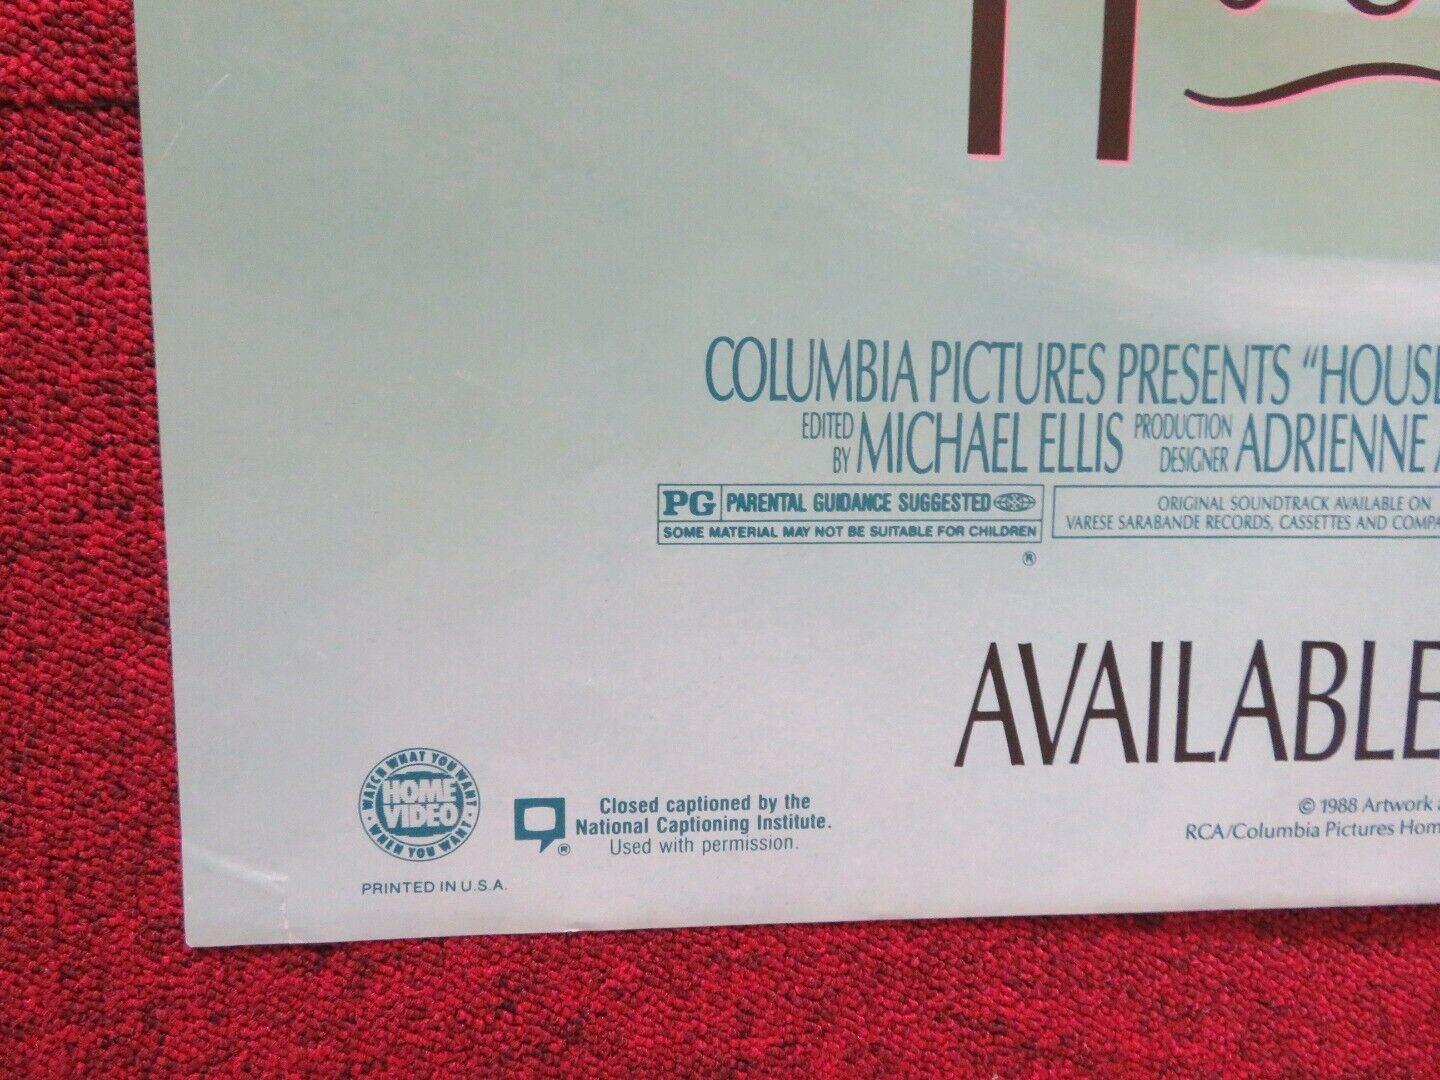 H
COLUMBIA PICTURES PRESENTS "HOUSE
EDITED BY MICHAEL ELLIS PRODUCTION DESIGNER ADRIENNE A
PG PARENTAL GUIDANCE SUGGESTED
SOME MATERIAL MAY NOT BE SUITABLE FOR CHILDREN
®
ORIGINAL SOUNDTRACK AVAILABLE ON
VARESE SARABANDE RECORDS, CASSETTES AND COMPA
AVAILABLE
WATCH WHAT YOU WANT
HOME
VIDEO
WHEN YOU WANT
Closed captioned by the
National Captioning Institute.
Used with permission.
®
© 1988 Artwork a
RCA/Columbia Pictures Hom
PRINTED IN U.S.A.